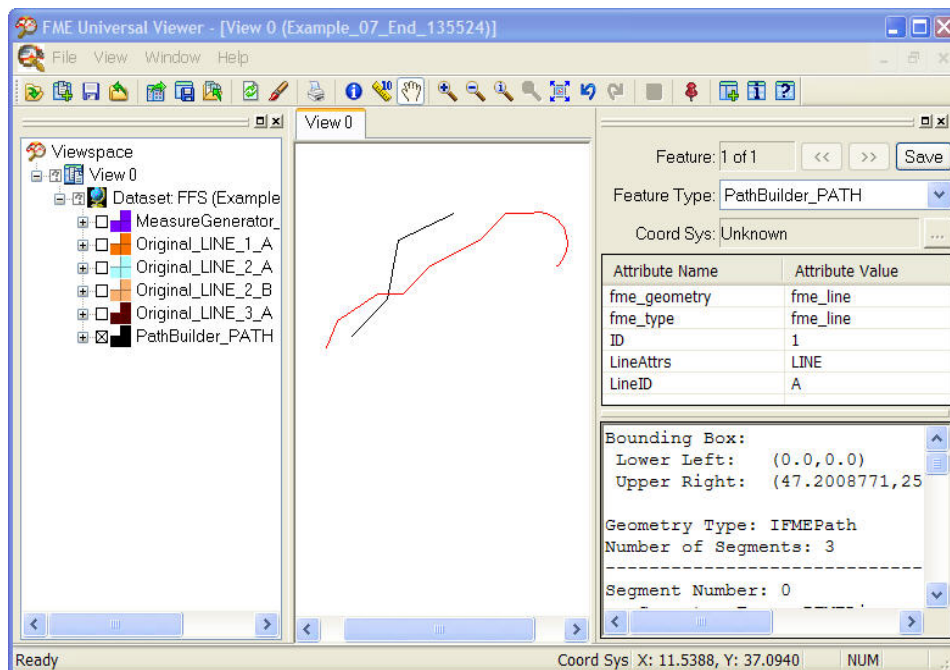 FME Universal Viewer - [View 0 (Example_07_End_135524)]
File View Window Help
View 0
Viewspace
View 0
Dataset: FFS (Example
MeasureGenerator_
Original_LINE_1_A
Original_LINE_2_A
Original_LINE_2_B
Original_LINE_3_A
PathBuilder_PATH
Feature: 1 of 1 << >> Save
Feature Type: PathBuilder_PATH
Coord Sys: Unknown ...
Attribute Name Attribute Value
fme_geometry fme_line
fme_type fme_line
ID 1
LineAttrs LINE
LineID A
Bounding Box:
Lower Left: (0.0,0.0)
Upper Right: (47.2008771,25
Geometry Type: IFMEPath
Number of Segments: 3
------------------------------
Segment Number: 0
Ready Coord Sys X: 11.5388, Y: 37.0940 NUM